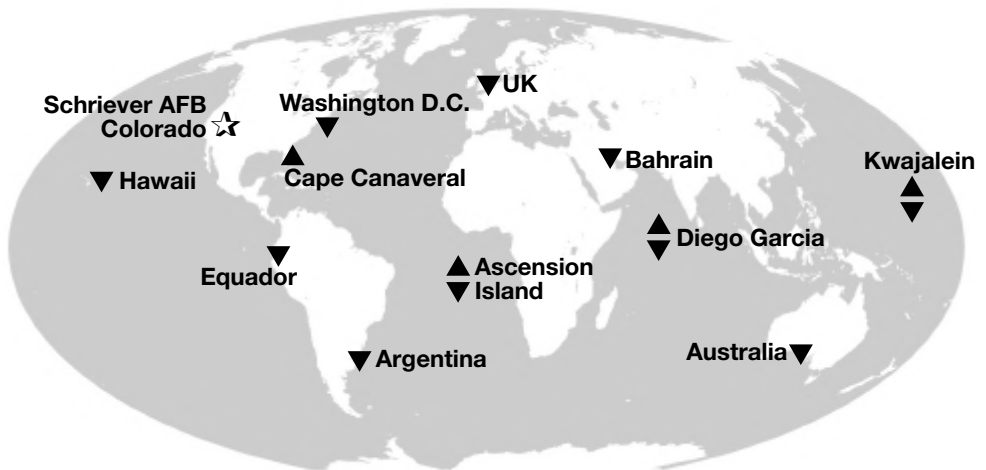 UK
Schriever AFB
Colorado
Washington D.C.
Bahrain
Kwajalein
Hawaii
Cape Canaveral
Diego Garcia
Equador
Ascension
Island
Argentina
Australia